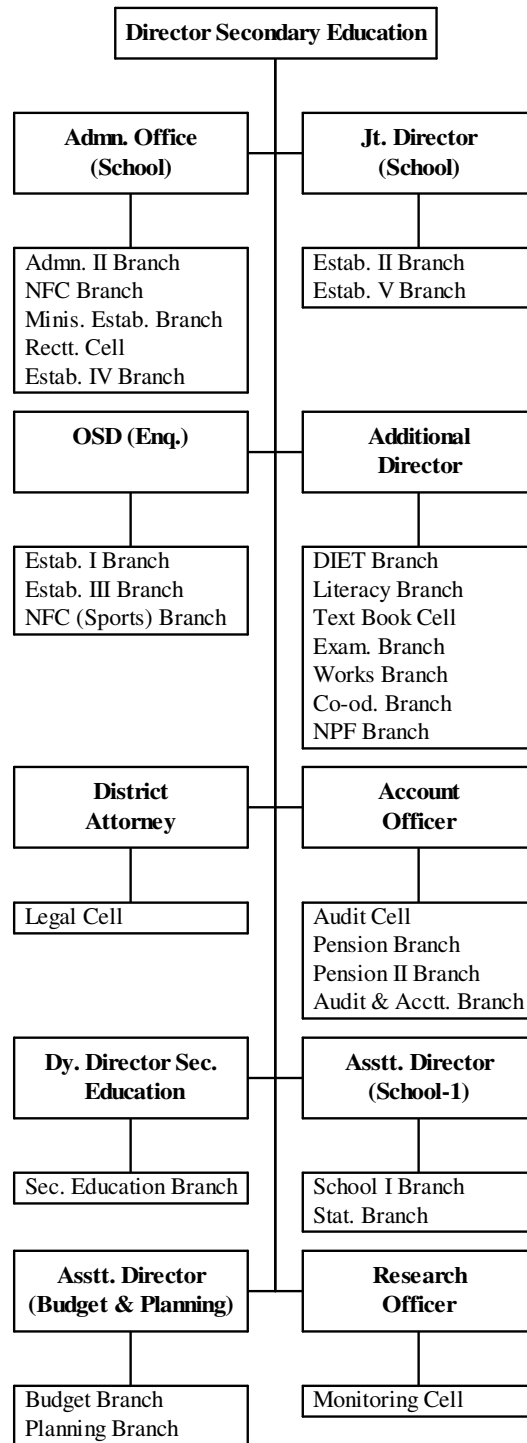 Director Secondary Education
Admn. Office
(School)
Jt. Director
(School)
Admn. II Branch
NFC Branch
Minis. Estab. Branch
Rectt. Cell
Estab. IV Branch
Estab. II Branch
Estab. V Branch
OSD (Enq.)
Additional
Director
Estab. I Branch
Estab. III Branch
NFC (Sports) Branch
DIET Branch
Literacy Branch
Text Book Cell
Exam. Branch
Works Branch
Co-od. Branch
NPF Branch
District
Attorney
Account
Officer
Legal Cell
Audit Cell
Pension Branch
Pension II Branch
Audit & Acctt. Branch
Dy. Director Sec.
Education
Asstt. Director
(School-1)
Sec. Education Branch
School I Branch
Stat. Branch
Asstt. Director
(Budget & Planning)
Research
Officer
Budget Branch
Planning Branch
Monitoring Cell